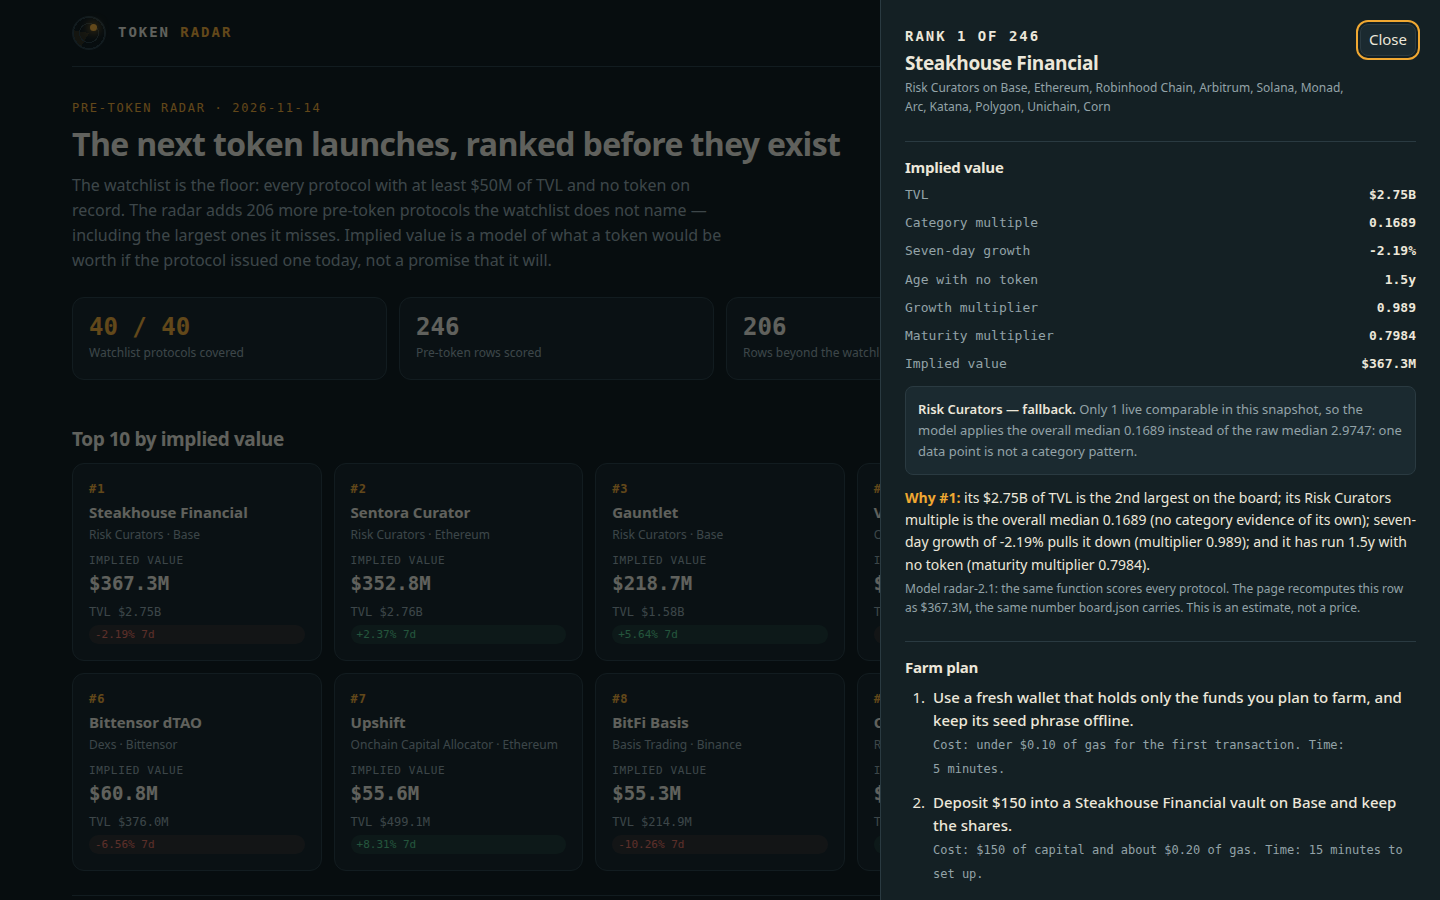 TOKEN RADAR
PRE-TOKEN RADAR · 2026-11-14
The next token launches, ranked before they exist
The watchlist is the floor: every protocol with at least $50M of TVL and no token on
record. The radar adds 206 more pre-token protocols the watchlist does not name —
including the largest ones it misses. Implied value is a model of what a token would be
worth if the protocol issued one today, not a promise that it will.
40 / 40
Watchlist protocols covered
246
Pre-token rows scored
206
Rows beyond the watchl
Top 10 by implied value
#1
Steakhouse Financial
Risk Curators · Base
IMPLIED VALUE
$367.3M
TVL $2.75B
-2.19% 7d
#2
Sentora Curator
Risk Curators · Ethereum
IMPLIED VALUE
$352.8M
TVL $2.76B
+2.37% 7d
#3
Gauntlet
Risk Curators · Base
IMPLIED VALUE
$218.7M
TVL $1.58B
+5.64% 7d
#6
Bittensor dTAO
Dexs · Bittensor
IMPLIED VALUE
$60.8M
TVL $376.0M
-6.56% 7d
#7
Upshift
Onchain Capital Allocator · Ethereum
IMPLIED VALUE
$55.6M
TVL $499.1M
+8.31% 7d
#8
BitFi Basis
Basis Trading · Binance
IMPLIED VALUE
$55.3M
TVL $214.9M
-10.26% 7d
RANK 1 OF 246
Close
Steakhouse Financial
Risk Curators on Base, Ethereum, Robinhood Chain, Arbitrum, Solana, Monad,
Arc, Katana, Polygon, Unichain, Corn
Implied value
TVL $2.75B
Category multiple 0.1689
Seven-day growth -2.19%
Age with no token 1.5y
Growth multiplier 0.989
Maturity multiplier 0.7984
Implied value $367.3M
Risk Curators — fallback. Only 1 live comparable in this snapshot, so the
model applies the overall median 0.1689 instead of the raw median 2.9747: one
data point is not a category pattern.
Why #1: its $2.75B of TVL is the 2nd largest on the board; its Risk Curators
multiple is the overall median 0.1689 (no category evidence of its own); seven-
day growth of -2.19% pulls it down (multiplier 0.989); and it has run 1.5y with
no token (maturity multiplier 0.7984).
Model radar-2.1: the same function scores every protocol. The page recomputes this row
as $367.3M, the same number board.json carries. This is an estimate, not a price.
Farm plan
1. Use a fresh wallet that holds only the funds you plan to farm, and
keep its seed phrase offline.
Cost: under $0.10 of gas for the first transaction. Time:
5 minutes.
2. Deposit $150 into a Steakhouse Financial vault on Base and keep
the shares.
Cost: $150 of capital and about $0.20 of gas. Time: 15 minutes to
set up.